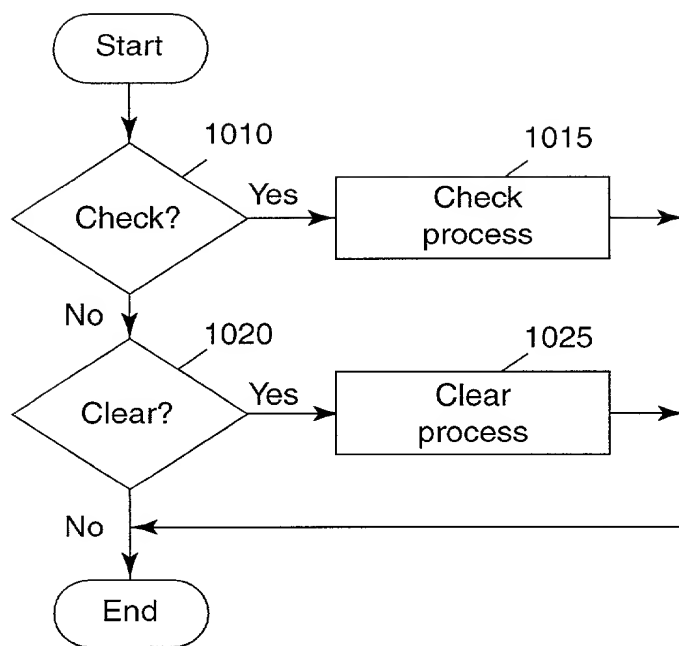 Start
1010
Check?
Yes
1015
Check
process
No
1020
Clear?
Yes
1025
Clear
process
No
End